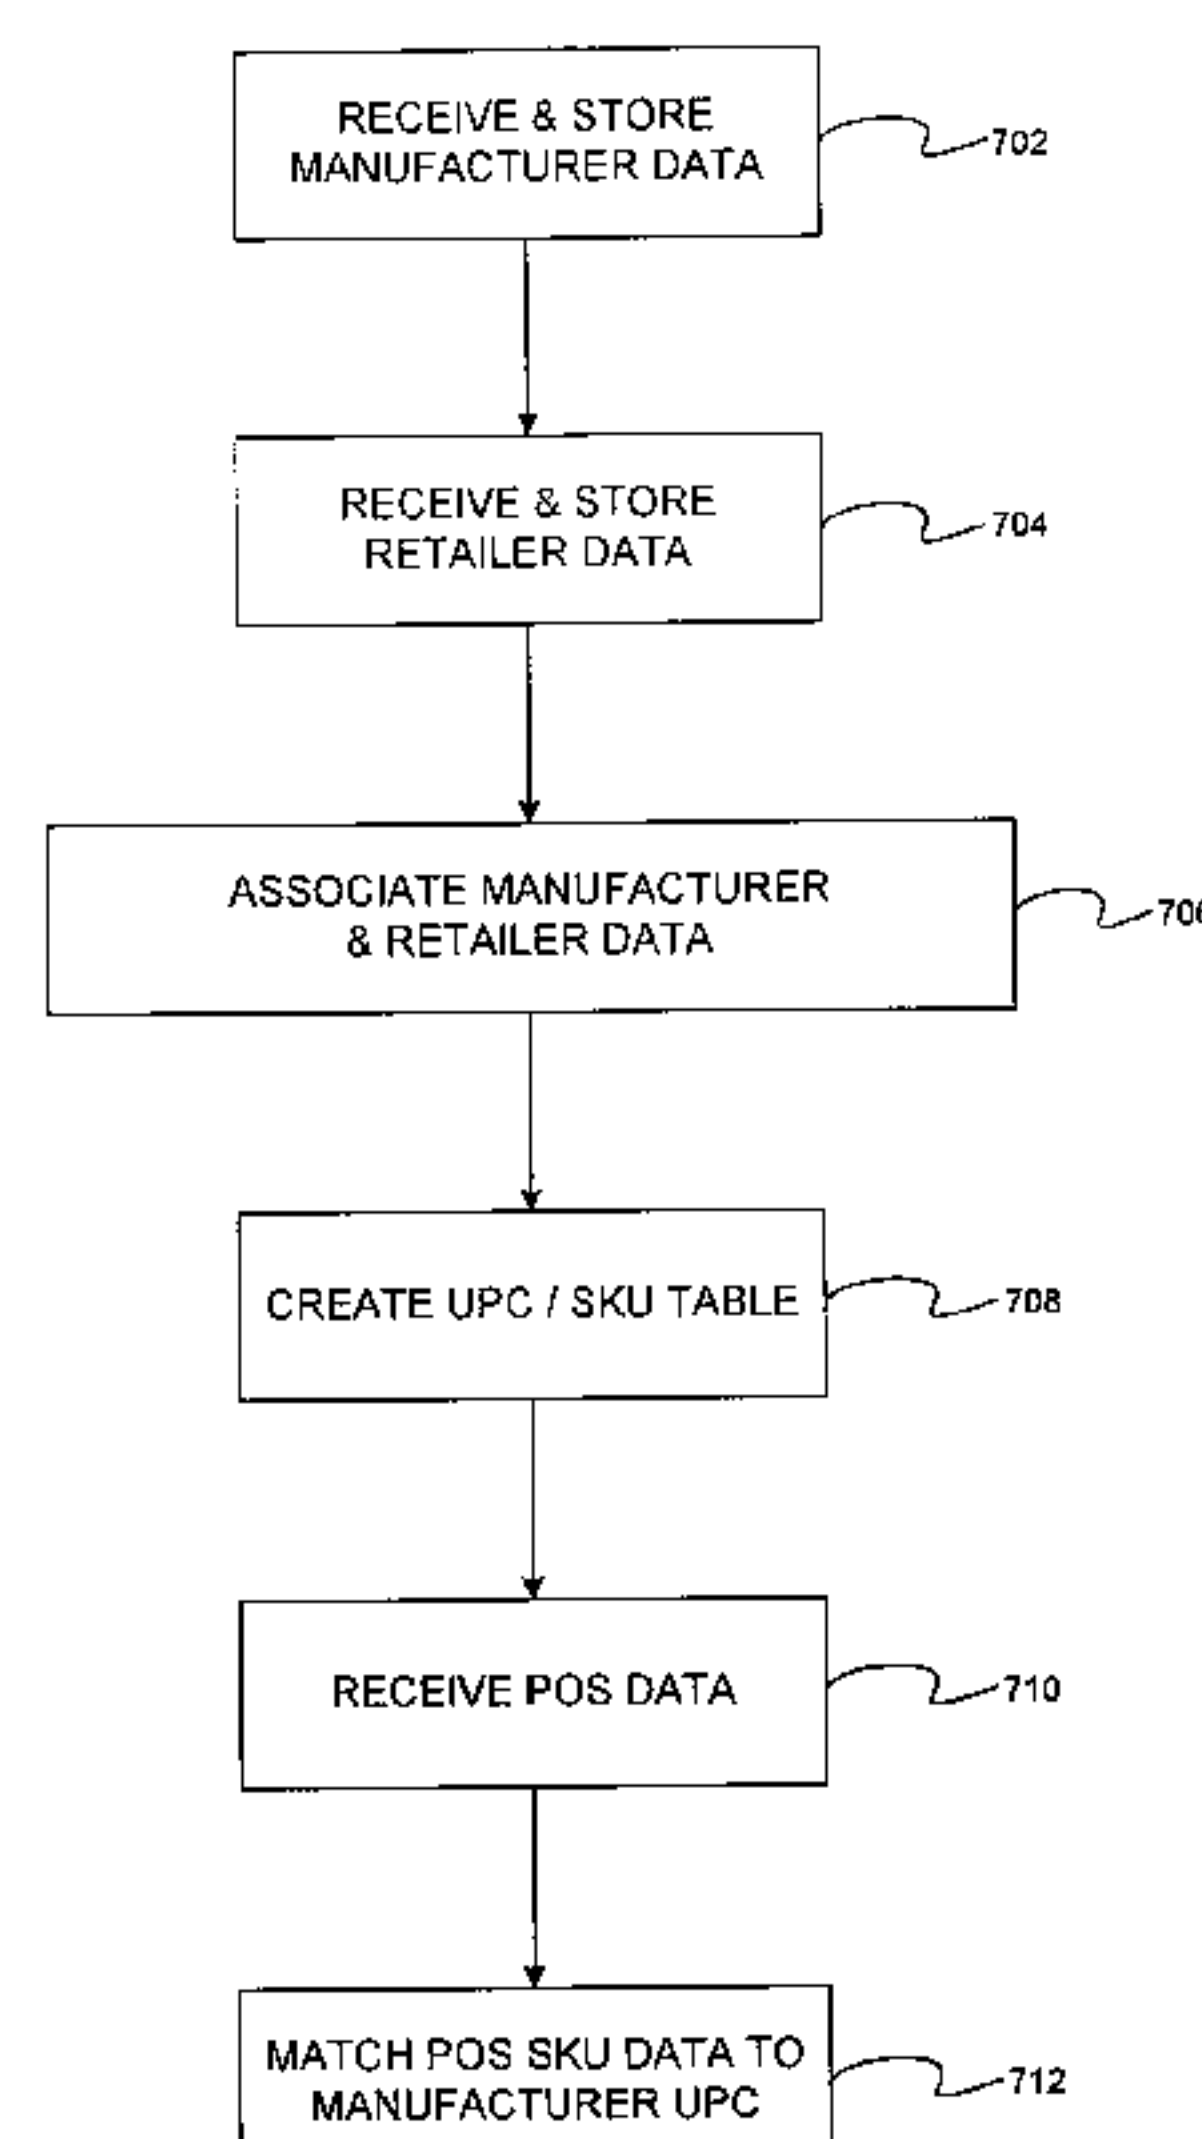 RECEIVE & STORE
MANUFACTURER DATA
702
RECEIVE & STORE
RETAILER DATA
704
ASSOCIATE MANUFACTURER
& RETAILER DATA
706
CREATE UPC / SKU TABLE
708
RECEIVE POS DATA
710
MATCH POS SKU DATA TO
MANUFACTURER UPC
712